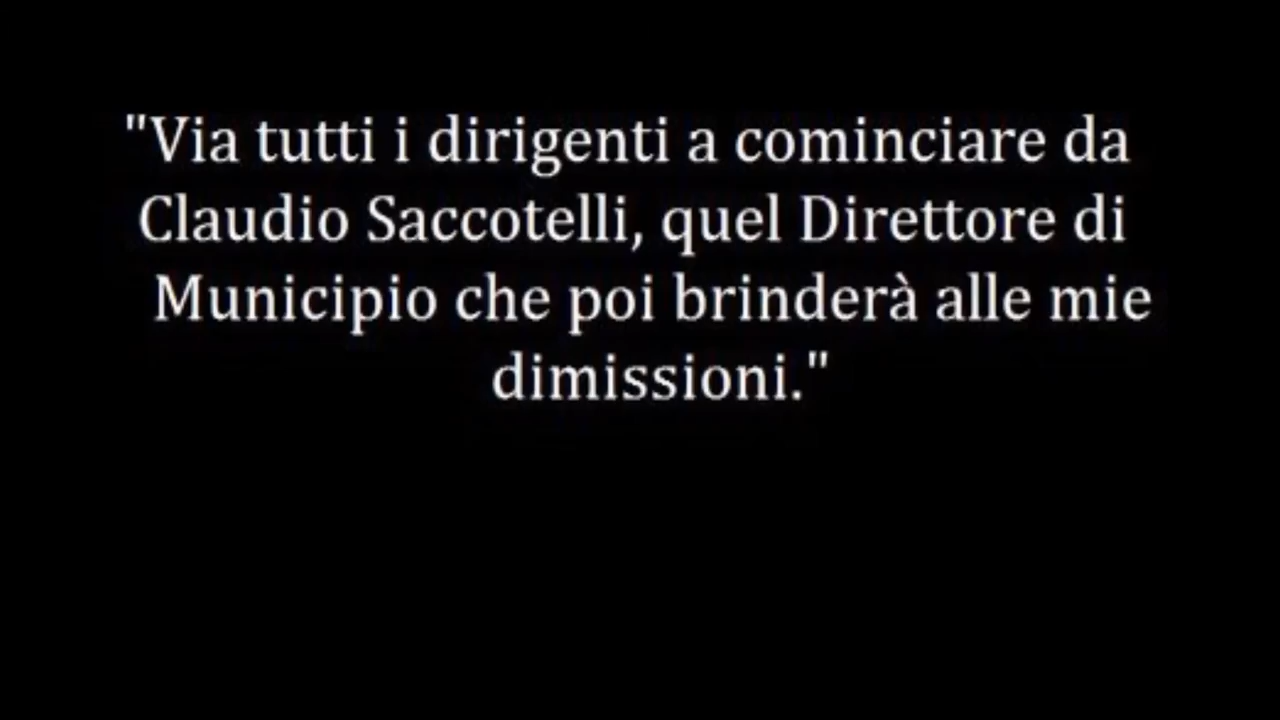 "Via tutti i dirigenti a cominciare da
Claudio Saccotelli, quel Direttore di
Municipio che poi brinderà alle mie
dimissioni."